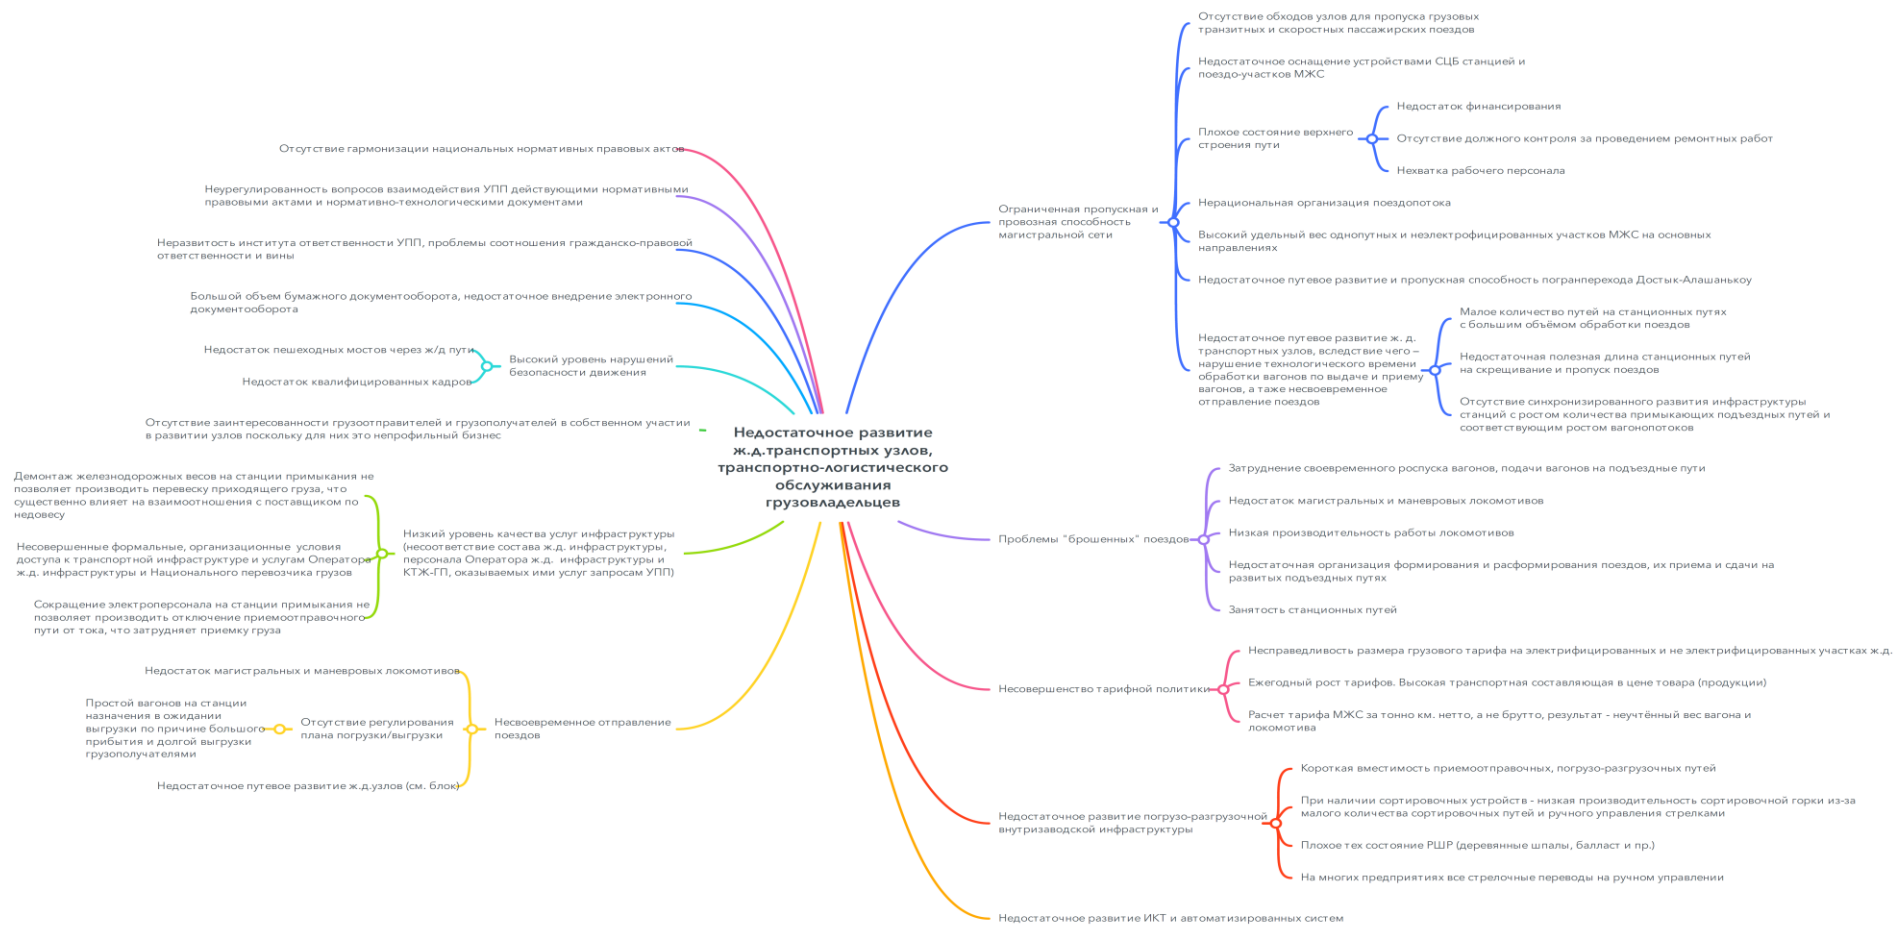 Недостаточное развитие
ж.д.транспортных узлов,
транспортно-логистического
обслуживания
грузовладельцев
Ограниченная пропускная и
провозная способность
магистральной сети
Отсутствие обходов узлов для пропуска грузовых
транзитных и скоростных пассажирских поездов
Недостаточное оснащение устройствами СЦБ станцией и
поездо-участков МЖС
Плохое состояние верхнего
строения пути
Недостаток финансирования
Отсутствие должного контроля за проведением ремонтных работ
Нехватка рабочего персонала
Нерациональная организация поездопотока
Высокий удельный вес однопутных и неэлектрофицированных участков МЖС на основных
направлениях
Недостаточное путевое развитие и пропускная способность погранперехода Достык-Алашанькоу
Недостаточное путевое развитие ж. д.
транспортных узлов, вследствие чего –
нарушение технологического времени
обработки вагонов по выдаче и приему
вагонов, а таже несвоевременное
отправление поездов
Малое количество путей на станционных путях
с большим объёмом обработки поездов
Недостаточная полезная длина станционных путей
на скрещивание и пропуск поездов
Отсутствие синхронизированного развития инфраструктуры
станций с ростом количества примыкающих подъездных путей и
соответствующим ростом вагонопотоков
Проблемы "брошенных" поездов
Затруднение своевременного роспуска вагонов, подачи вагонов на подъездные пути
Недостаток магистральных и маневровых локомотивов
Низкая производительность работы локомотивов
Недостаточная организация формирования и расформирования поездов, их приема и сдачи на
развитых подъездных путях
Занятость станционных путей
Несовершенство тарифной политики
Несправедливость размера грузового тарифа на электрифицированных и не электрифицированных участках ж.д.
Ежегодный рост тарифов. Высокая транспортная составляющая в цене товара (продукции)
Расчет тарифа МЖС за тонно км. нетто, а не брутто, результат - неучтённый вес вагона и
локомотива
Недостаточное развитие погрузо-разгрузочной
внутризаводской инфраструктуры
Короткая вместимость приемоотправочных, погрузо-разгрузочных путей
При наличии сортировочных устройств - низкая производительность сортировочной горки из-за
малого количества сортировочных путей и ручного управления стрелками
Плохое тех состояние РШР (деревянные шпалы, балласт и пр.)
На многих предприятиях все стрелочные переводы на ручном управлении
Недостаточное развитие ИКТ и автоматизированных систем
Отсутствие гармонизации национальных нормативных правовых актов
Неурегулированность вопросов взаимодействия УПП действующими нормативными
правовыми актами и нормативно-технологическими документами
Неразвитость института ответственности УПП, проблемы соотношения гражданско-правовой
ответственности и вины
Большой объем бумажного документооборота, недостаточное внедрение электронного
документооборота
Высокий уровень нарушений
безопасности движения
Недостаток пешеходных мостов через ж/д пути
Недостаток квалифицированных кадров
Отсутствие заинтересованности грузоотправителей и грузополучателей в собственном участии
в развитии узлов поскольку для них это непрофильный бизнес
Низкий уровень качества услуг инфраструктуры
(несоответствие состава ж.д. инфраструктуры,
персонала Оператора ж.д. инфраструктуры и
КТЖ-ГП, оказываемых ими услуг запросам УПП)
Демонтаж железнодорожных весов на станции примыкания не
позволяет производить перевеску приходящего груза, что
существенно влияет на взаимоотношения с поставщиком по
недовесу
Несовершенные формальные, организационные условия
доступа к транспортной инфраструктуре и услугам Оператора
ж.д. инфраструктуры и Национального перевозчика грузов
Сокращение электроперсонала на станции примыкания не
позволяет производить отключение приемоотправочного
пути от тока, что затрудняет приемку груза
Несвоевременное отправление
поездов
Недостаток магистральных и маневровых локомотивов
Отсутствие регулирования
плана погрузки/выгрузки
Простой вагонов на станции
назначения в ожидании
выгрузки по причине большого
прибытия и долгой выгрузки
грузополучателями
Недостаточное путевое развитие ж.д.узлов (см. блок)